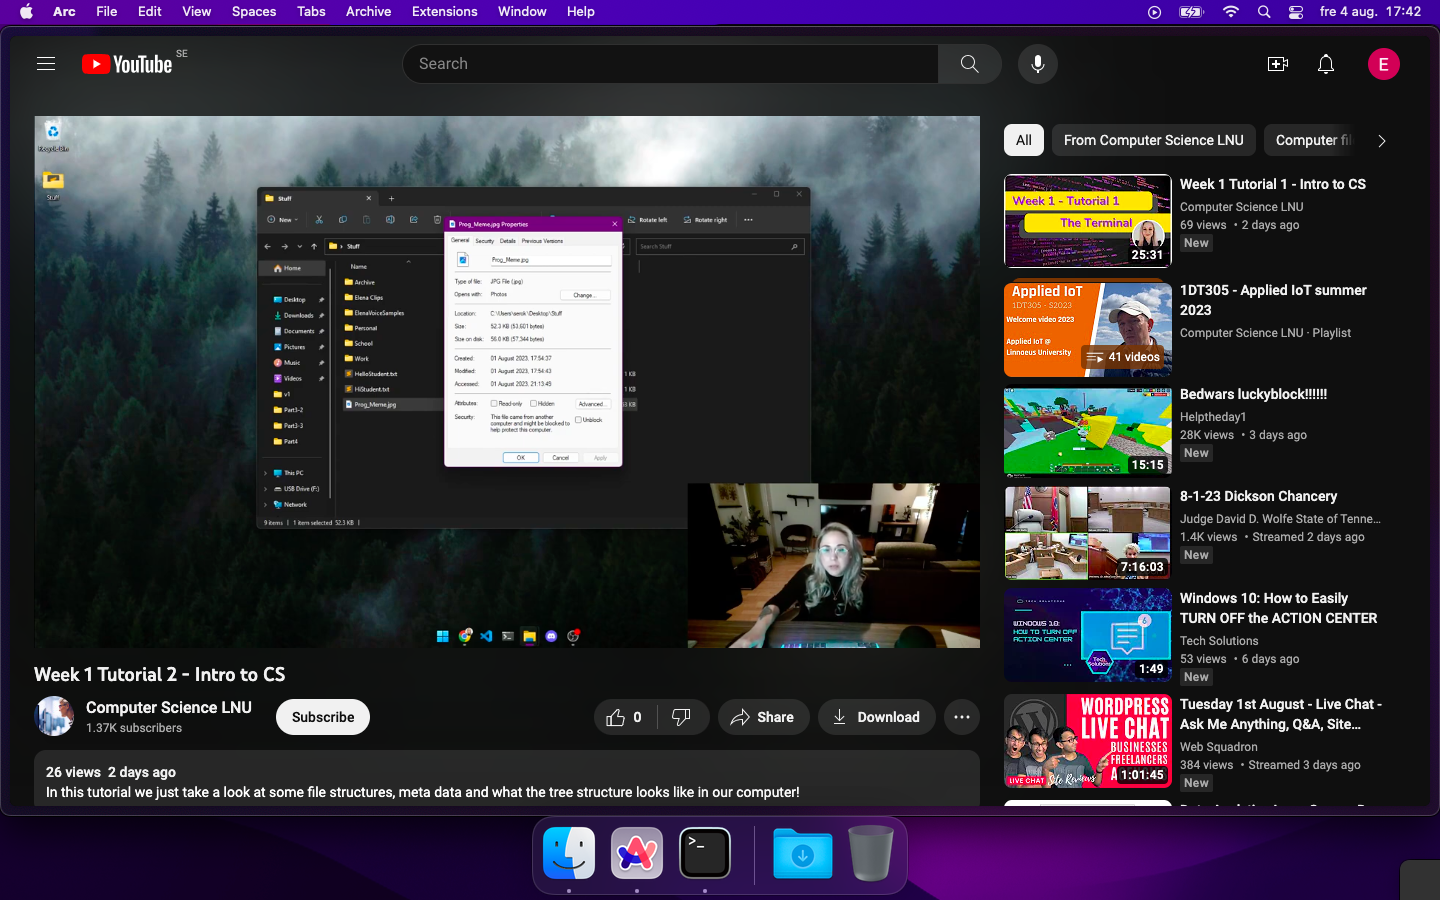 Arc File Edit View Spaces Tabs Archive Extensions Window Help fre 4 aug. 17:42
YouTube SE
Search
E
Recycle Bin
Stuff
Stuff
New
Rotate left
Rotate right
Stuff
Search Stuff
Home
Desktop
Downloads
Documents
Pictures
Music
Videos
v1
Part3-2
Part3-3
Part4
This PC
USB Drive (F:)
Network
Name
Archive
Elena Clips
ElenaVoiceSamples
Personal
School
Work
HelloStudent.txt
HiStudent.txt
Prog_Meme.jpg
1 KB
1 KB
53 KB
9 items 1 item selected 52.3 KB
Prog_Meme.jpg Properties
General Security Details Previous Versions
Prog_Meme.jpg
Type of file: JPG File (.jpg)
Opens with: Photos Change...
Location: C:\Users\serok\Desktop\Stuff
Size: 52.3 KB (53,601 bytes)
Size on disk: 56.0 KB (57,344 bytes)
Created: 01 August 2023, 17:54:37
Modified: 01 August 2023, 17:54:43
Accessed: 01 August 2023, 21:13:49
Attributes: Read-only Hidden Advanced...
Security: This file came from another
computer and might be blocked to
help protect this computer.
Unblock
OK Cancel Apply
Week 1 Tutorial 2 - Intro to CS
Computer Science LNU
1.37K subscribers
Subscribe
0
Share
Download
26 views 2 days ago
In this tutorial we just take a look at some file structures, meta data and what the tree structure looks like in our computer!
All
From Computer Science LNU
Computer fil
Week 1 - Tutorial 1
The Terminal
25:31
Week 1 Tutorial 1 - Intro to CS
Computer Science LNU
69 views • 2 days ago
New
Applied IoT
1DT305 - S2023
Welcome video 2023
Applied IoT @
Linnaeus University
41 videos
1DT305 - Applied IoT summer
2023
Computer Science LNU · Playlist
15:15
Bedwars luckyblock!!!!!!
Helptheday1
28K views • 3 days ago
New
7:16:03
8-1-23 Dickson Chancery
Judge David D. Wolfe State of Tenne...
1.4K views • Streamed 2 days ago
New
TECH SOLUTIONS
WINDOWS 10:
HOW TO TURN OFF
ACTION CENTER
6
Tech
Solutions
1:49
Windows 10: How to Easily
TURN OFF the ACTION CENTER
Tech Solutions
53 views • 6 days ago
New
WORDPRESS
LIVE CHAT
BUSINESSES
FREELANCERS
A
LIVE CHAT
Site Reviews
1:01:45
Tuesday 1st August - Live Chat -
Ask Me Anything, Q&A, Site...
Web Squadron
384 views • Streamed 3 days ago
New